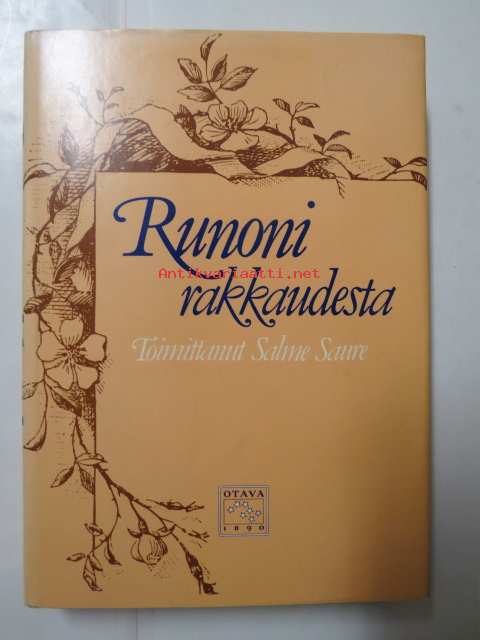 Runoni
Antikvariaatti.net
rakkaudesta
Toimittanut Salme Saure
OTAVA
1890